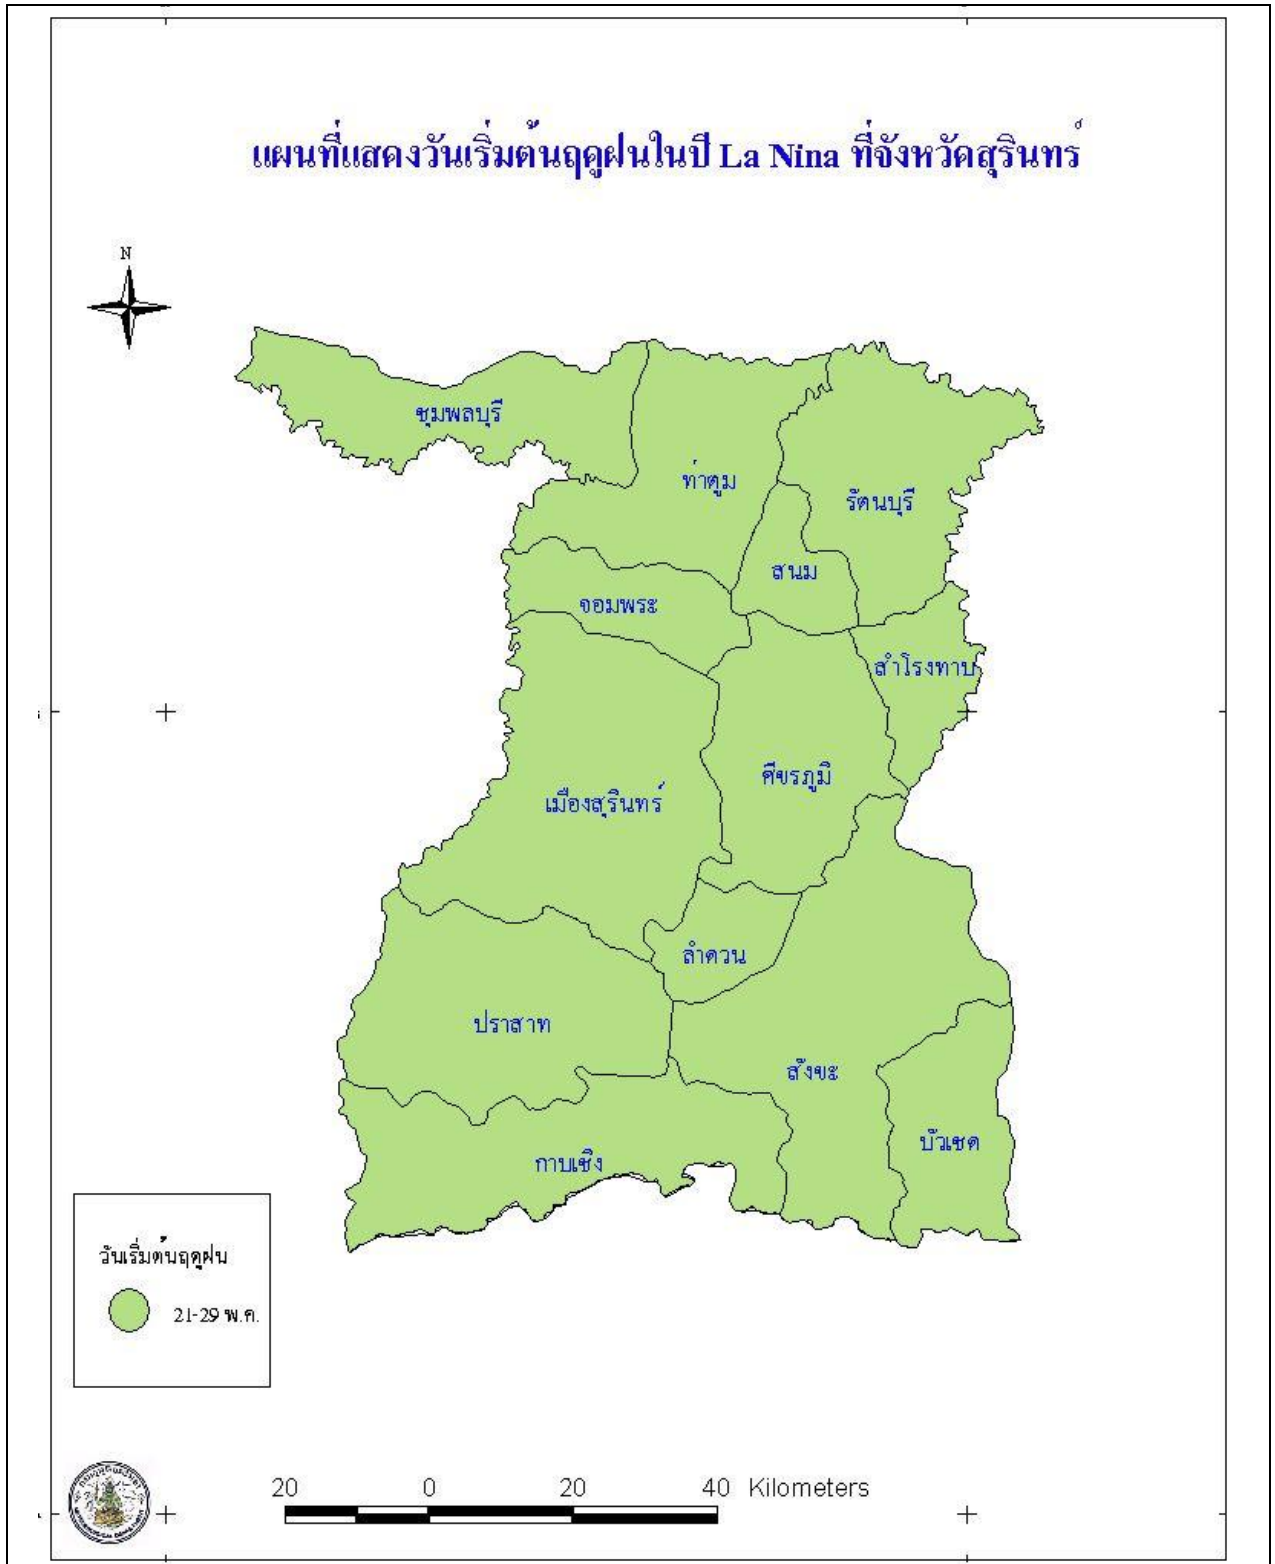 แผนที่แสดงวันเริ่มต้นฤดูฝนในปี La Nina ที่จังหวัดสุรินทร์
N
ชุมพลบุรี
ท่าตูม
รัตนบุรี
สนม
จอมพระ
สำโรงทาบ
ศีขรภูมิ
เมืองสุรินทร์
ลำดวน
ปราสาท
สังขะ
บัวเชด
กาบเชิง
วันเริ่มต้นฤดูฝน
21-29 พ.ค.
20 0 20 40 Kilometers